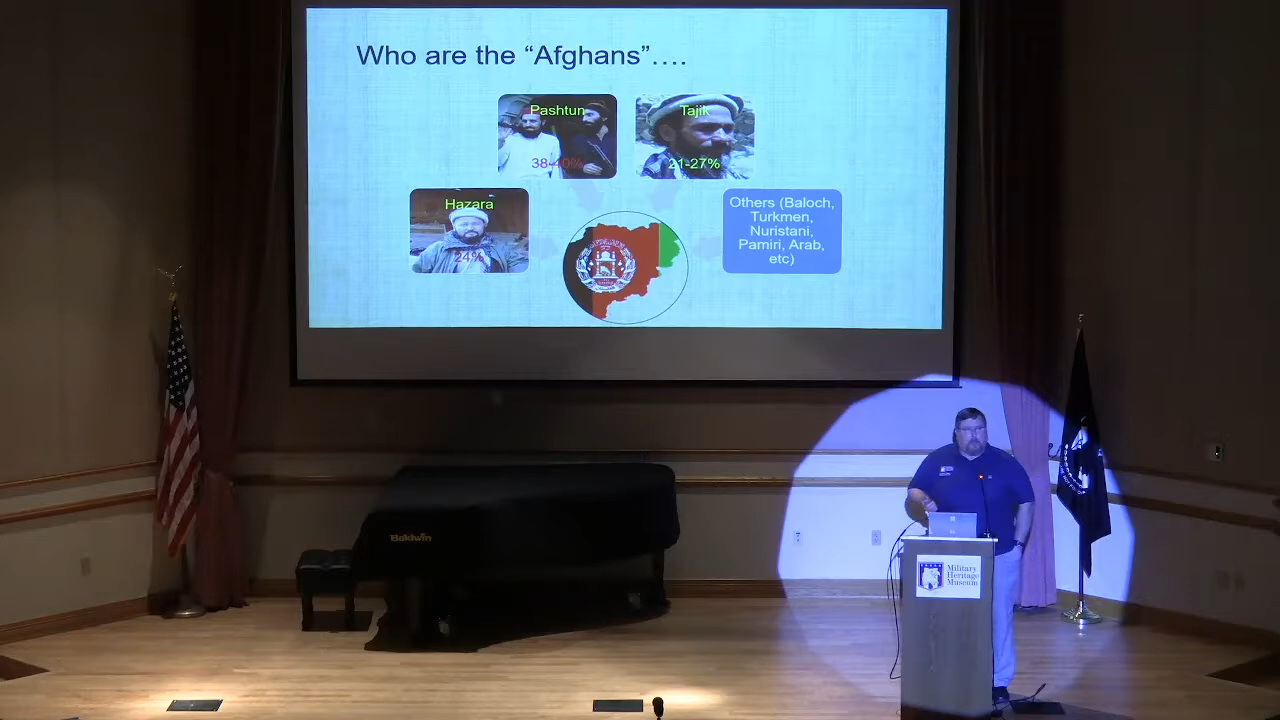 Who are the “Afghans”….
Pashtun
38-40%
Tajik
21-27%
Hazara
24%
Others (Baloch,
Turkmen,
Nuristani,
Pamiri, Arab,
etc)
Baldwin
Military
Heritage
Museum